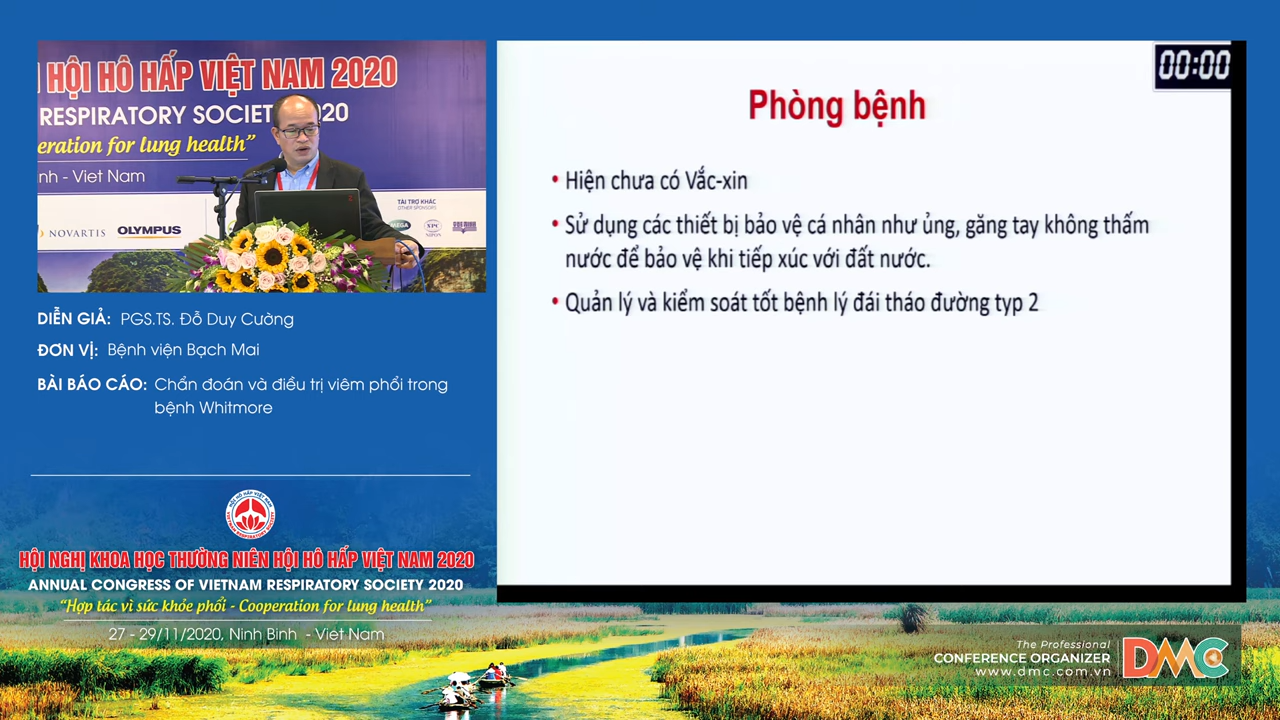 HỘI HÔ HẤP VIỆT NAM 2020
RESPIRATORY SOCIETY 2020
eration for lung health”
nh - Viet Nam
TÀI TRỢ KHÁC
NOVARTIS
OLYMPUS
DIỄN GIẢ: PGS.TS. Đỗ Duy Cường
ĐƠN VỊ: Bệnh viện Bạch Mai
BÀI BÁO CÁO: Chẩn đoán và điều trị viêm phổi trong
bệnh Whitmore
00:00
Phòng bệnh
• Hiện chưa có Vắc-xin
• Sử dụng các thiết bị bảo vệ cá nhân như ủng, găng tay không thấm
nước để bảo vệ khi tiếp xúc với đất nước.
• Quản lý và kiểm soát tốt bệnh lý đái tháo đường typ 2
HỘI NGHỊ KHOA HỌC THƯỜNG NIÊN HỘI HÔ HẤP VIỆT NAM 2020
ANNUAL CONGRESS OF VIETNAM RESPIRATORY SOCIETY 2020
“Hợp tác vì sức khỏe phổi - Cooperation for lung health”
27 - 29/11/2020, Ninh Binh - Viet Nam
The Professional
CONFERENCE ORGANIZER
www.dmc.com.vn
DMC